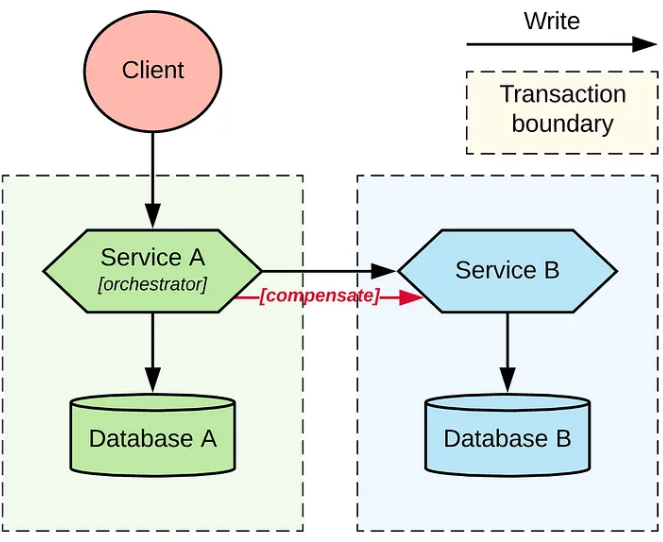 Write
Client
Transaction
boundary
Service A
[orchestrator]
[compensate]
Service B
Database A
Database B